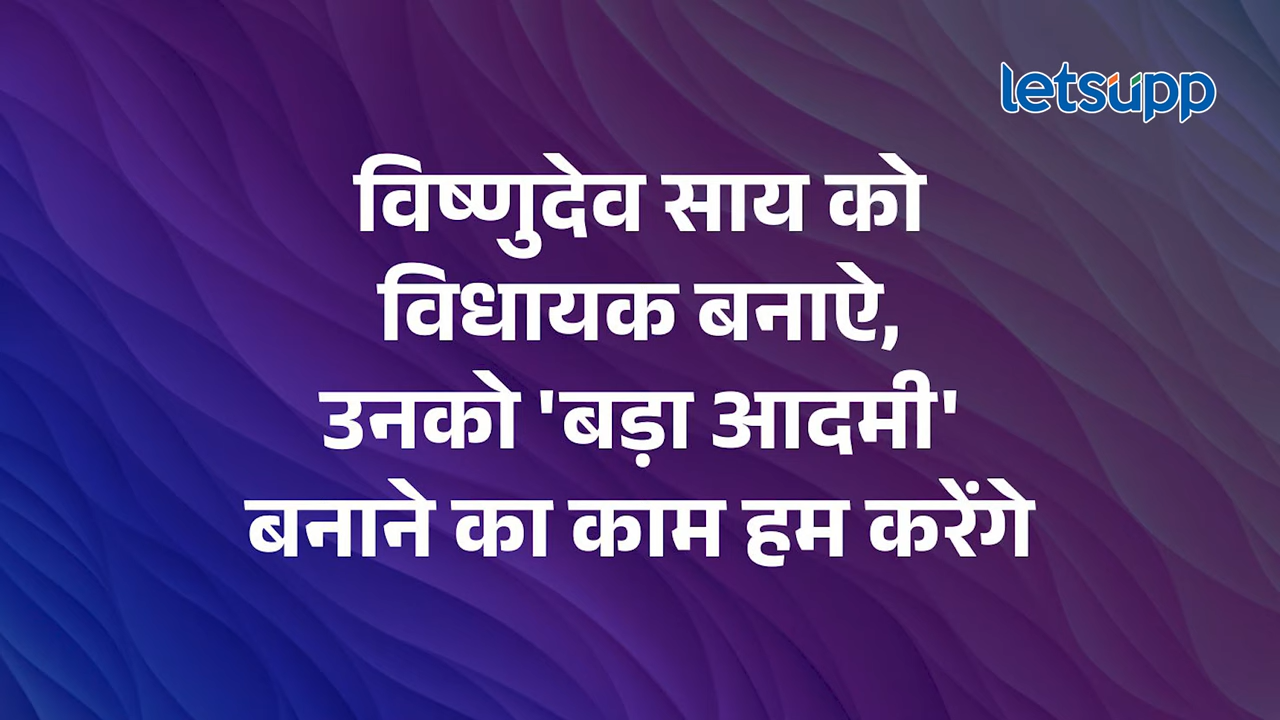 letsupp
विष्णुदेव साय को
विधायक बनाऐ,
उनको 'बड़ा आदमी'
बनाने का काम हम करेंगे